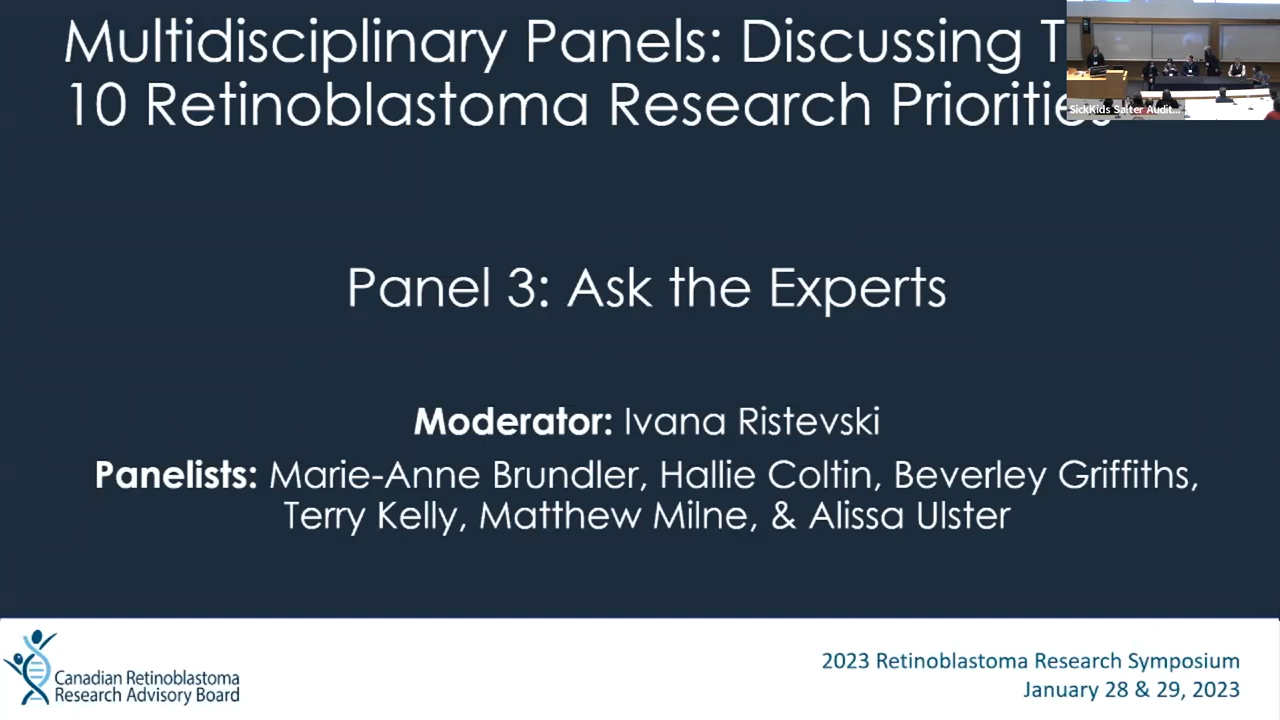 Multidisciplinary Panels: Discussing T
10 Retinoblastoma Research Priorities
SickKids Salter Audit...
Panel 3: Ask the Experts
Moderator: Ivana Ristevski
Panelists: Marie-Anne Brundler, Hallie Coltin, Beverley Griffiths,
Terry Kelly, Matthew Milne, & Alissa Ulster
Canadian Retinoblastoma
Research Advisory Board
2023 Retinoblastoma Research Symposium
January 28 & 29, 2023